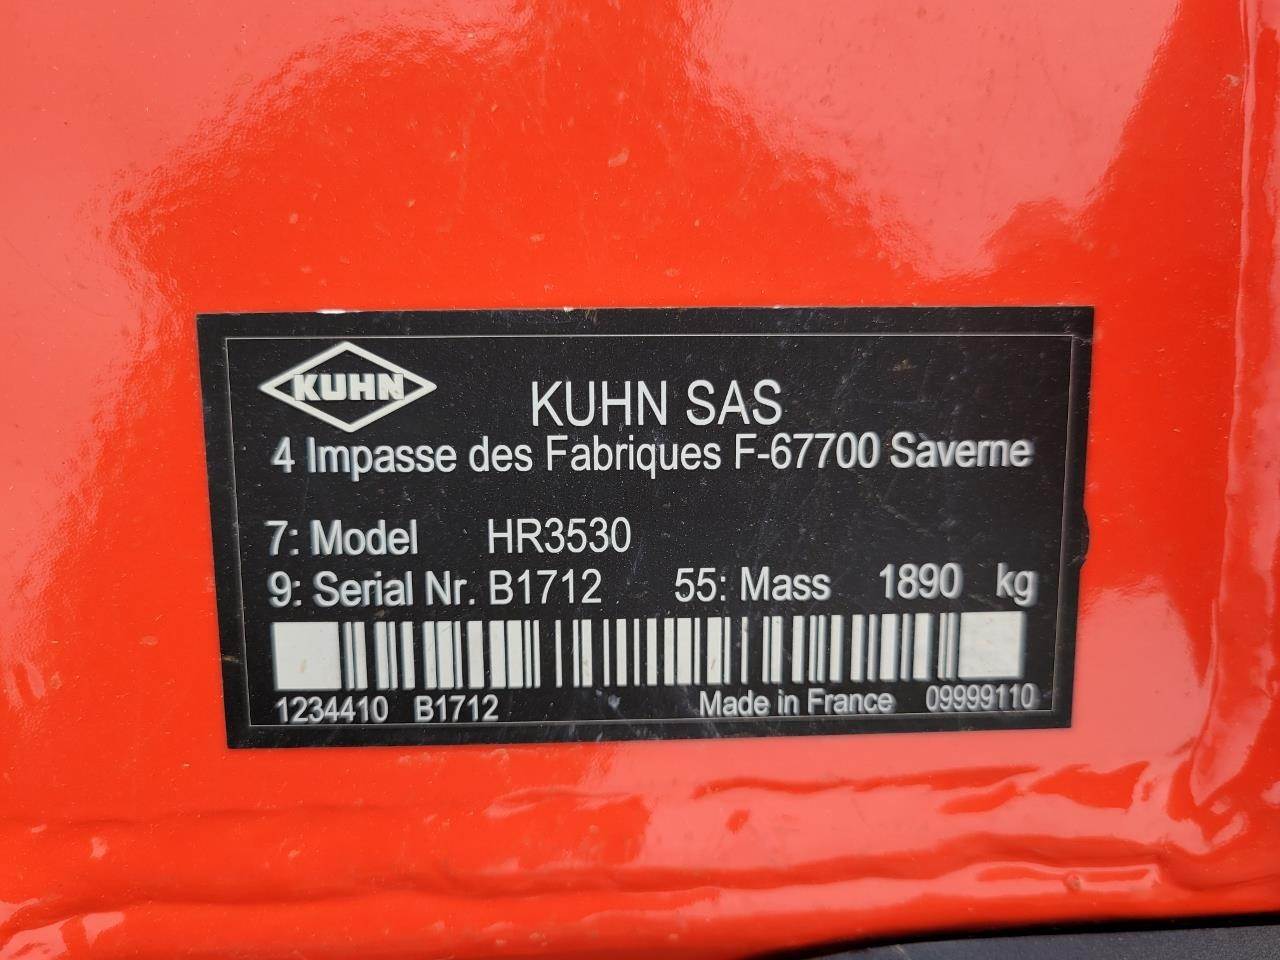 KUHN
KUHN SAS
4 Impasse des Fabriques F-67700 Saverne
7: Model HR3530
9: Serial Nr. B1712 55: Mass 1890 kg
1234410 B1712 Made in France 09999110